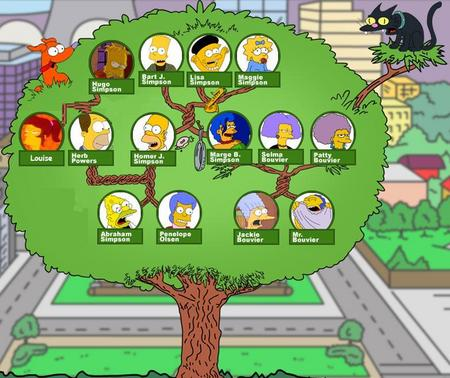 Hugo
Simpson
Bart J.
Simpson
Lisa
Simpson
Maggie
Simpson
Louise
Herb
Powers
Homer J.
Simpson
Marge B.
Simpson
Selma
Bouvier
Patty
Bouvier
Abraham
Simpson
Penelope
Olsen
Jackie
Bouvier
Mr.
Bouvier